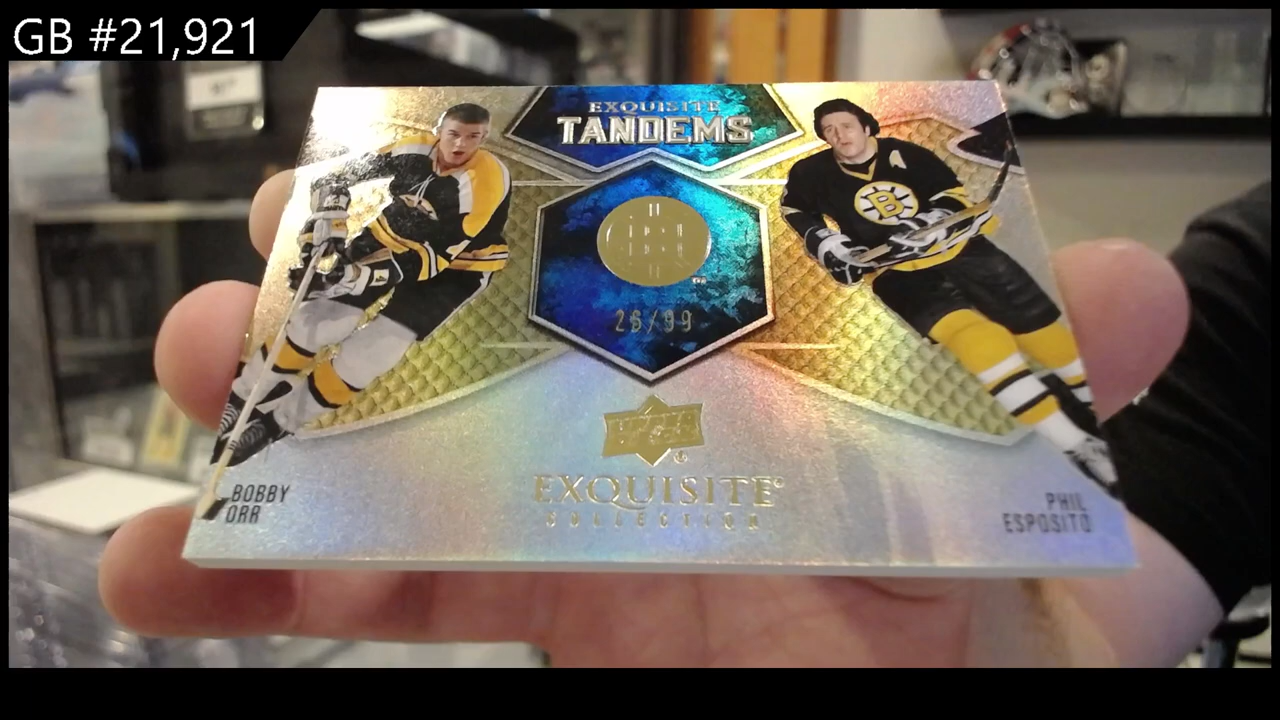 GB #21,921
EXQUISITE
TANDEMS
A
B
26/99
EXQUISITE
COLLECTION
BOBBY
ORR
PHIL
ESPOSITO